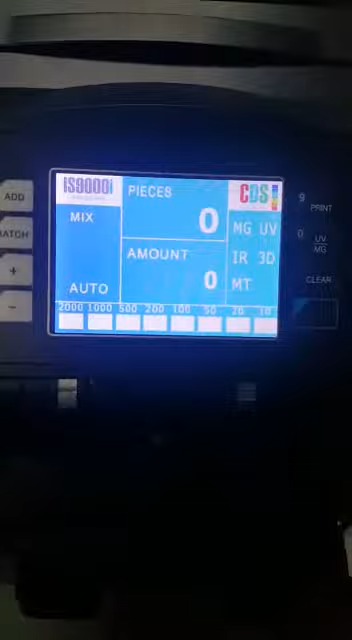 iS9000i
PIECES
CDS
ADD
MIX
0
MG UV
9
PRINT
BATCH
0
UV
MG
AMOUNT
IR 3D
+
0
MT
CLEAR
AUTO
-
2000 1000 500 200 100 50 20 10